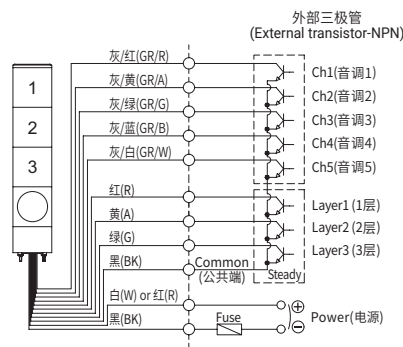 外部三极管
(External transistor-NPN)
灰/红(GR/R)
Ch1(音调1)
灰/黄(GR/A)
Ch2(音调2)
灰/绿(GR/G)
Ch3(音调3)
灰/蓝(GR/B)
Ch4(音调4)
灰/白(GR/W)
Ch5(音调5)
1
2
3
红(R)
Layer1 (1层)
黄(A)
Layer2 (2层)
绿(G)
Layer3 (3层)
黑(BK)
Common
(公共端)
Steady
白(W) or 红(R)
黑(BK)
Fuse
Power(电源)